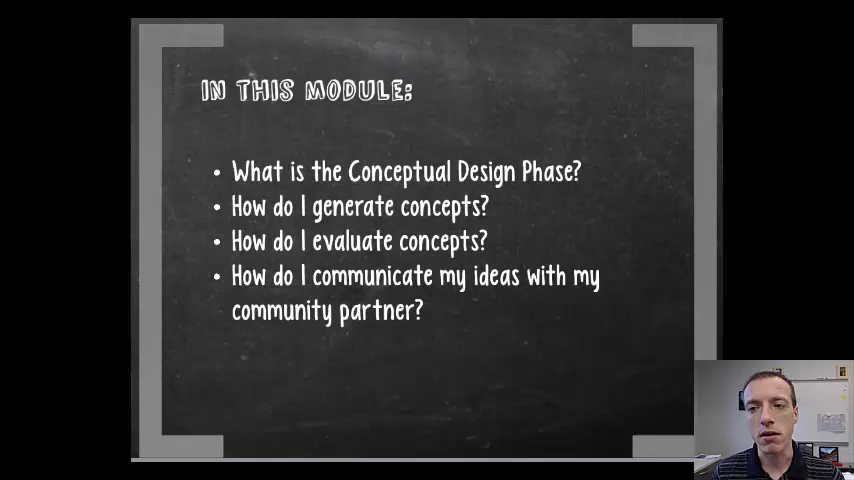 IN THIS MODULE:
• What is the Conceptual Design Phase?
• How do I generate concepts?
• How do I evaluate concepts?
• How do I communicate my ideas with my
community partner?